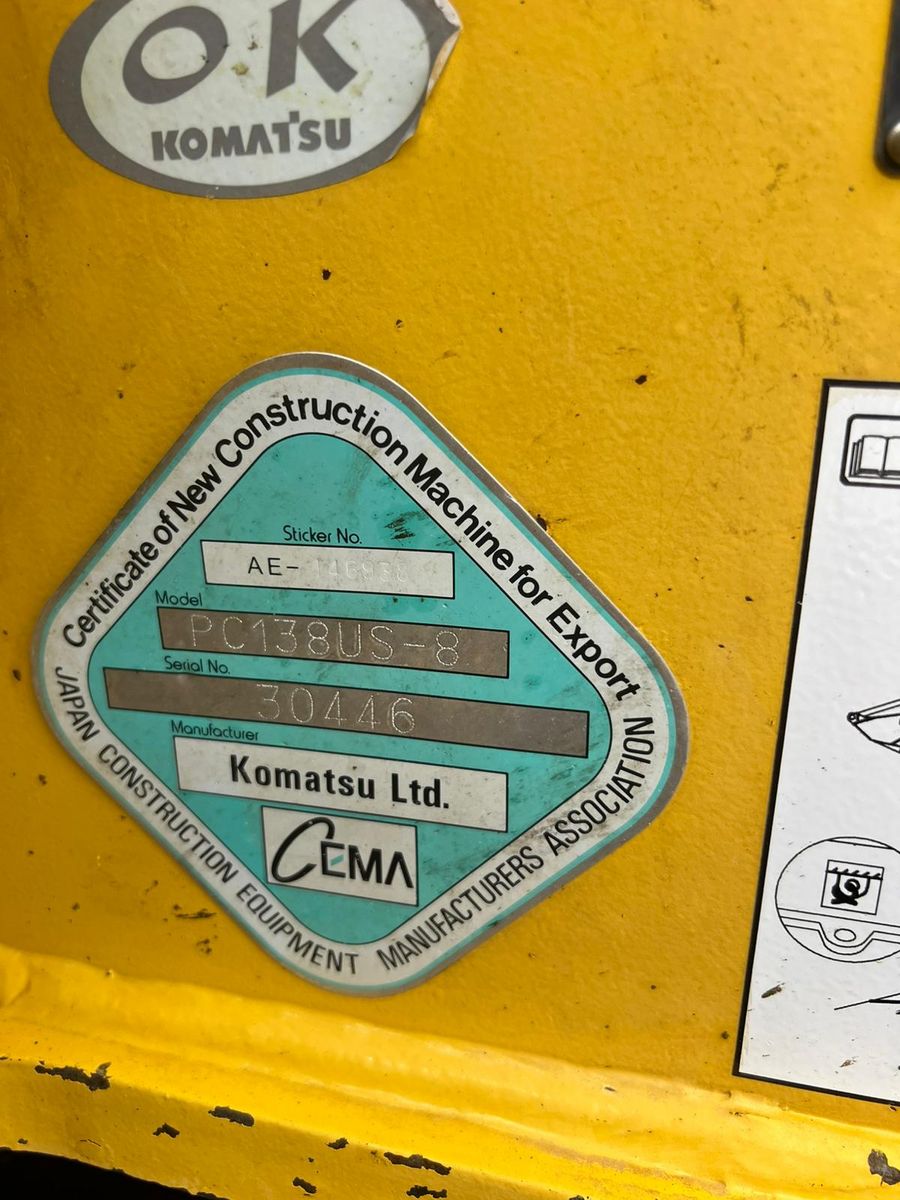 OK
KOMATSU
Certificate of New Construction Machine for Export
Sticker No.
AE-
Model
PC138US-8
Serial No.
30446
Manufacturer
Komatsu Ltd.
CEMA
JAPAN CONSTRUCTION EQUIPMENT MANUFACTURERS ASSOCIATION